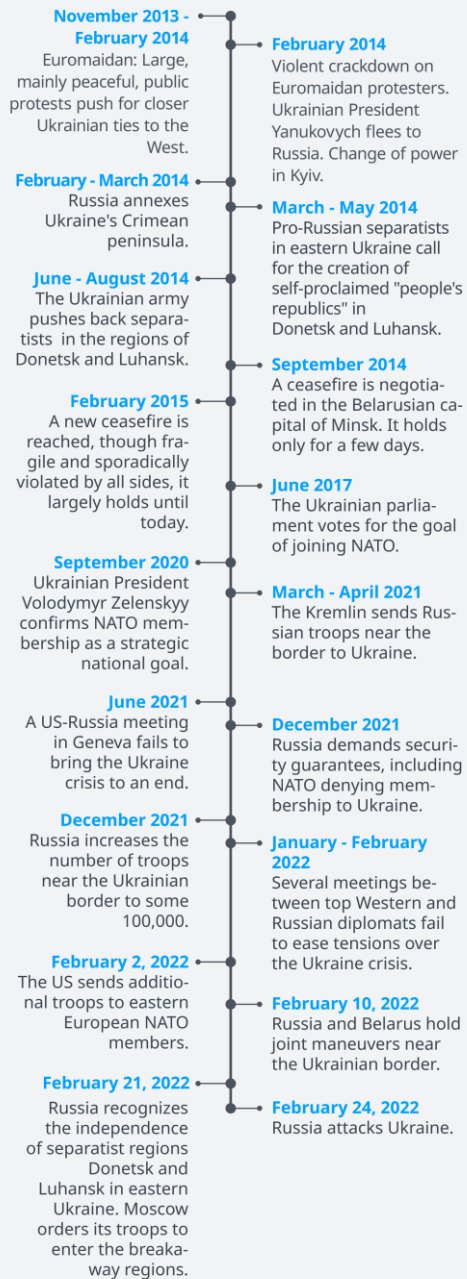 November 2013 -
February 2014
Euromaidan: Large,
mainly peaceful, public
protests push for closer
Ukrainian ties to the
West.
February 2014
Violent crackdown on
Euromaidan protesters.
Ukrainian President
Yanukovych flees to
Russia. Change of power
in Kyiv.
February - March 2014
Russia annexes
Ukraine's Crimean
peninsula.
March - May 2014
Pro-Russian separatists
in eastern Ukraine call
for the creation of
self-proclaimed "people's
republics" in
Donetsk and Luhansk.
June - August 2014
The Ukrainian army
pushes back separa-
tists in the regions of
Donetsk and Luhansk.
September 2014
A ceasefire is negotia-
ted in the Belarusian ca-
pital of Minsk. It holds
only for a few days.
February 2015
A new ceasefire is
reached, though fra-
gile and sporadically
violated by all sides, it
largely holds until
today.
June 2017
The Ukrainian parlia-
ment votes for the goal
of joining NATO.
September 2020
Ukrainian President
Volodymyr Zelenskyy
confirms NATO mem-
bership as a strategic
national goal.
March - April 2021
The Kremlin sends Rus-
sian troops near the
border to Ukraine.
June 2021
A US-Russia meeting
in Geneva fails to
bring the Ukraine
crisis to an end.
December 2021
Russia demands securi-
ty guarantees, including
NATO denying mem-
bership to Ukraine.
December 2021
Russia increases the
number of troops
near the Ukrainian
border to some
100,000.
January - February
2022
Several meetings be-
tween top Western and
Russian diplomats fail
to ease tensions over
the Ukraine crisis.
February 2, 2022
The US sends additio-
nal troops to eastern
European NATO
members.
February 10, 2022
Russia and Belarus hold
joint maneuvers near
the Ukrainian border.
February 21, 2022
Russia recognizes
the independence
of separatist regions
Donetsk and
Luhansk in eastern
Ukraine. Moscow
orders its troops to
enter the breaka-
way regions.
February 24, 2022
Russia attacks Ukraine.